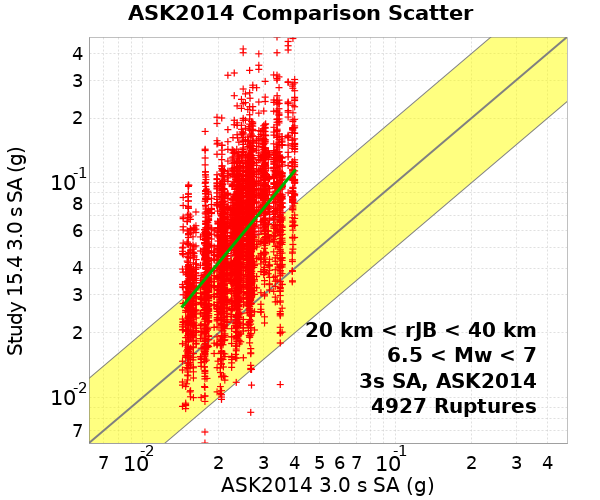 ASK2014 Comparison Scatter
Study 15.4 3.0 s SA (g)
4
3
2
10-1
8
6
4
3
2
10-2
7
20 km < rJB < 40 km
6.5 < Mw < 7
3s SA, ASK2014
4927 Ruptures
7 10-2 2 3 4 5 6 7 10-1 2 3 4
ASK2014 3.0 s SA (g)